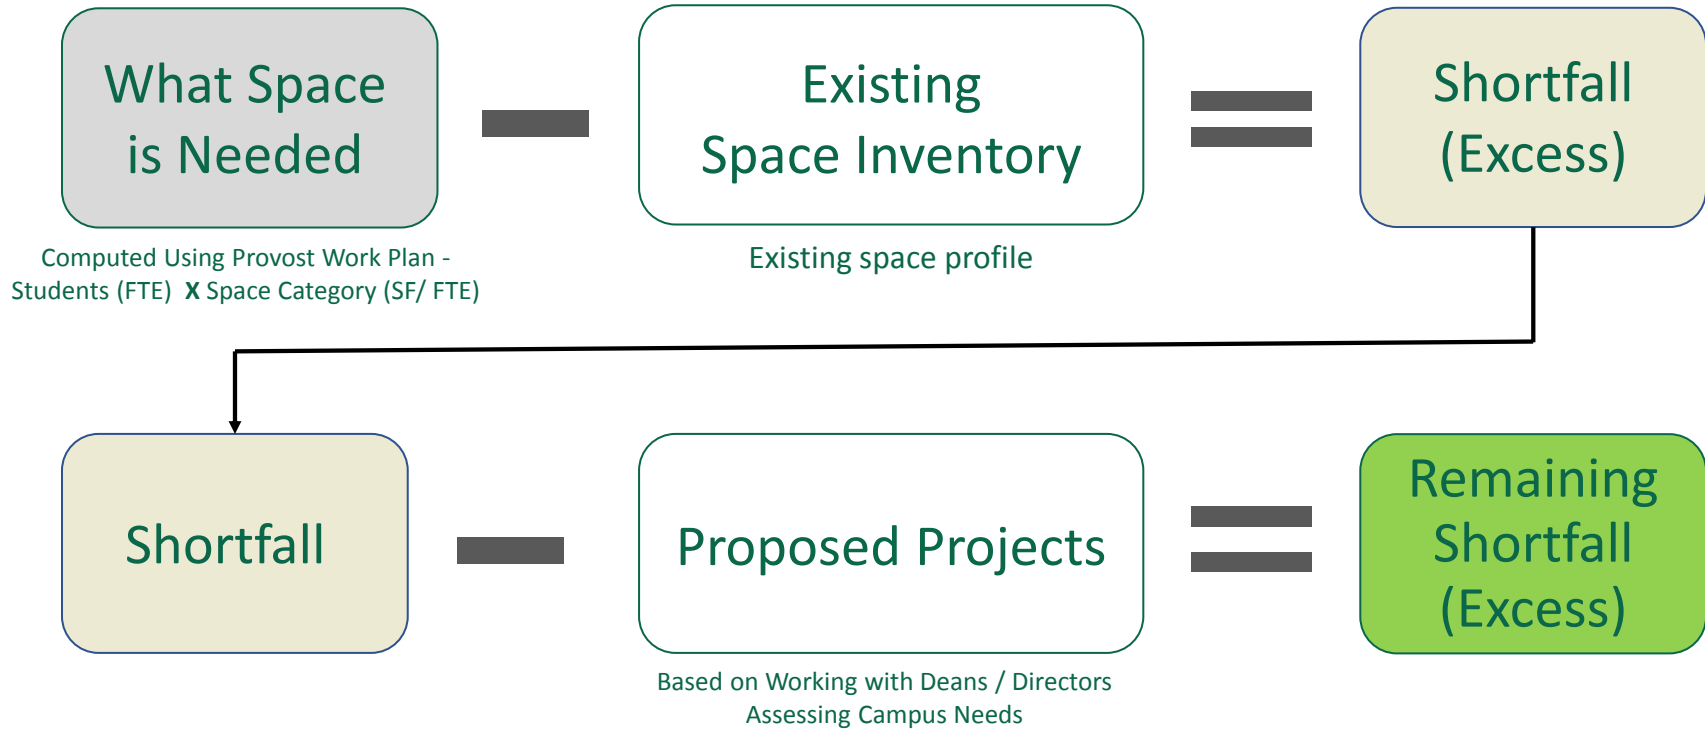 What Space
is Needed
Existing
Space Inventory
Shortfall
(Excess)
Computed Using Provost Work Plan -
Students (FTE) X Space Category (SF/ FTE)
Existing space profile
Shortfall
Proposed Projects
Remaining
Shortfall
(Excess)
Based on Working with Deans / Directors
Assessing Campus Needs